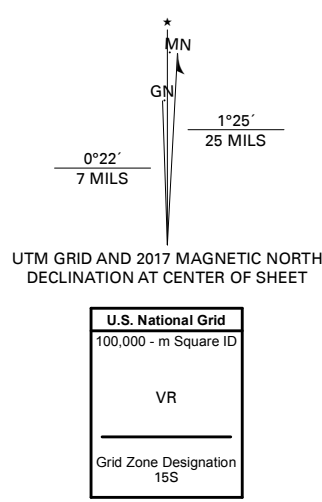 MN
GN
1°25´
25 MILS
0°22´
7 MILS
UTM GRID AND 2017 MAGNETIC NORTH
DECLINATION AT CENTER OF SHEET
U.S. National Grid
100,000 - m Square ID
VR
Grid Zone Designation
15S